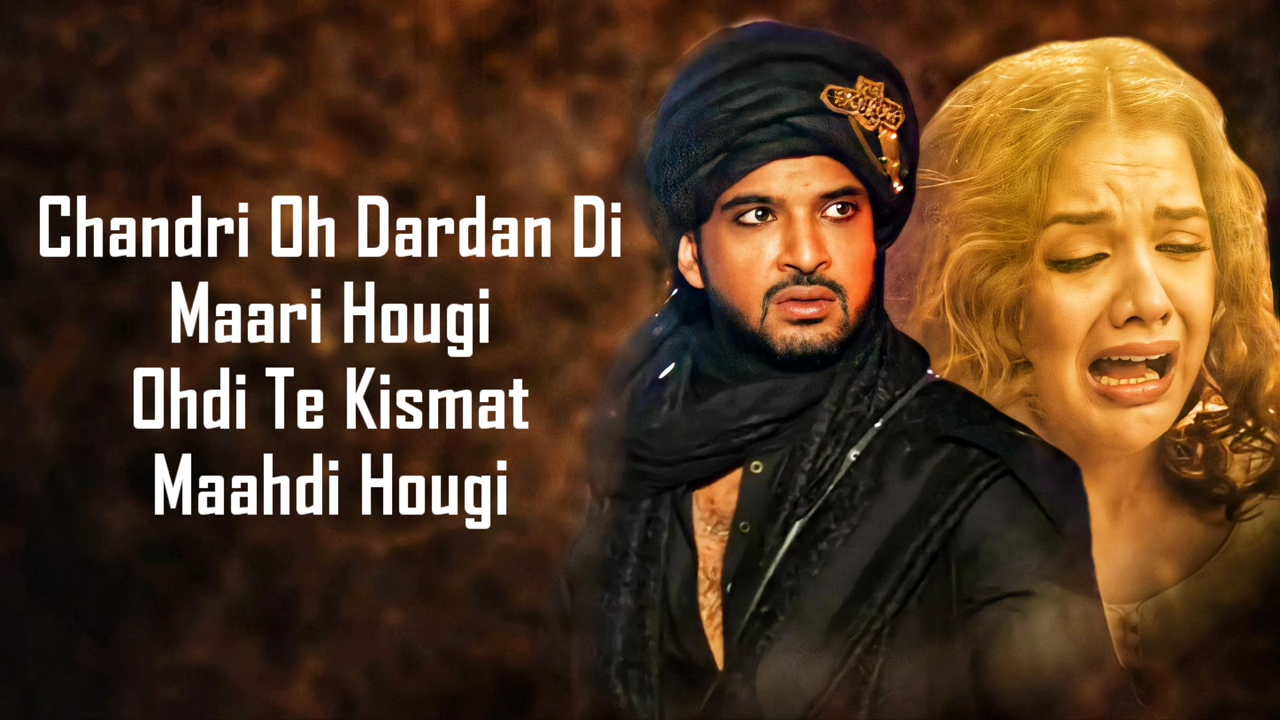 Chandri Oh Dardan Di
Maari Hougi
Ohdi Te Kismat
Maahdi Hougi